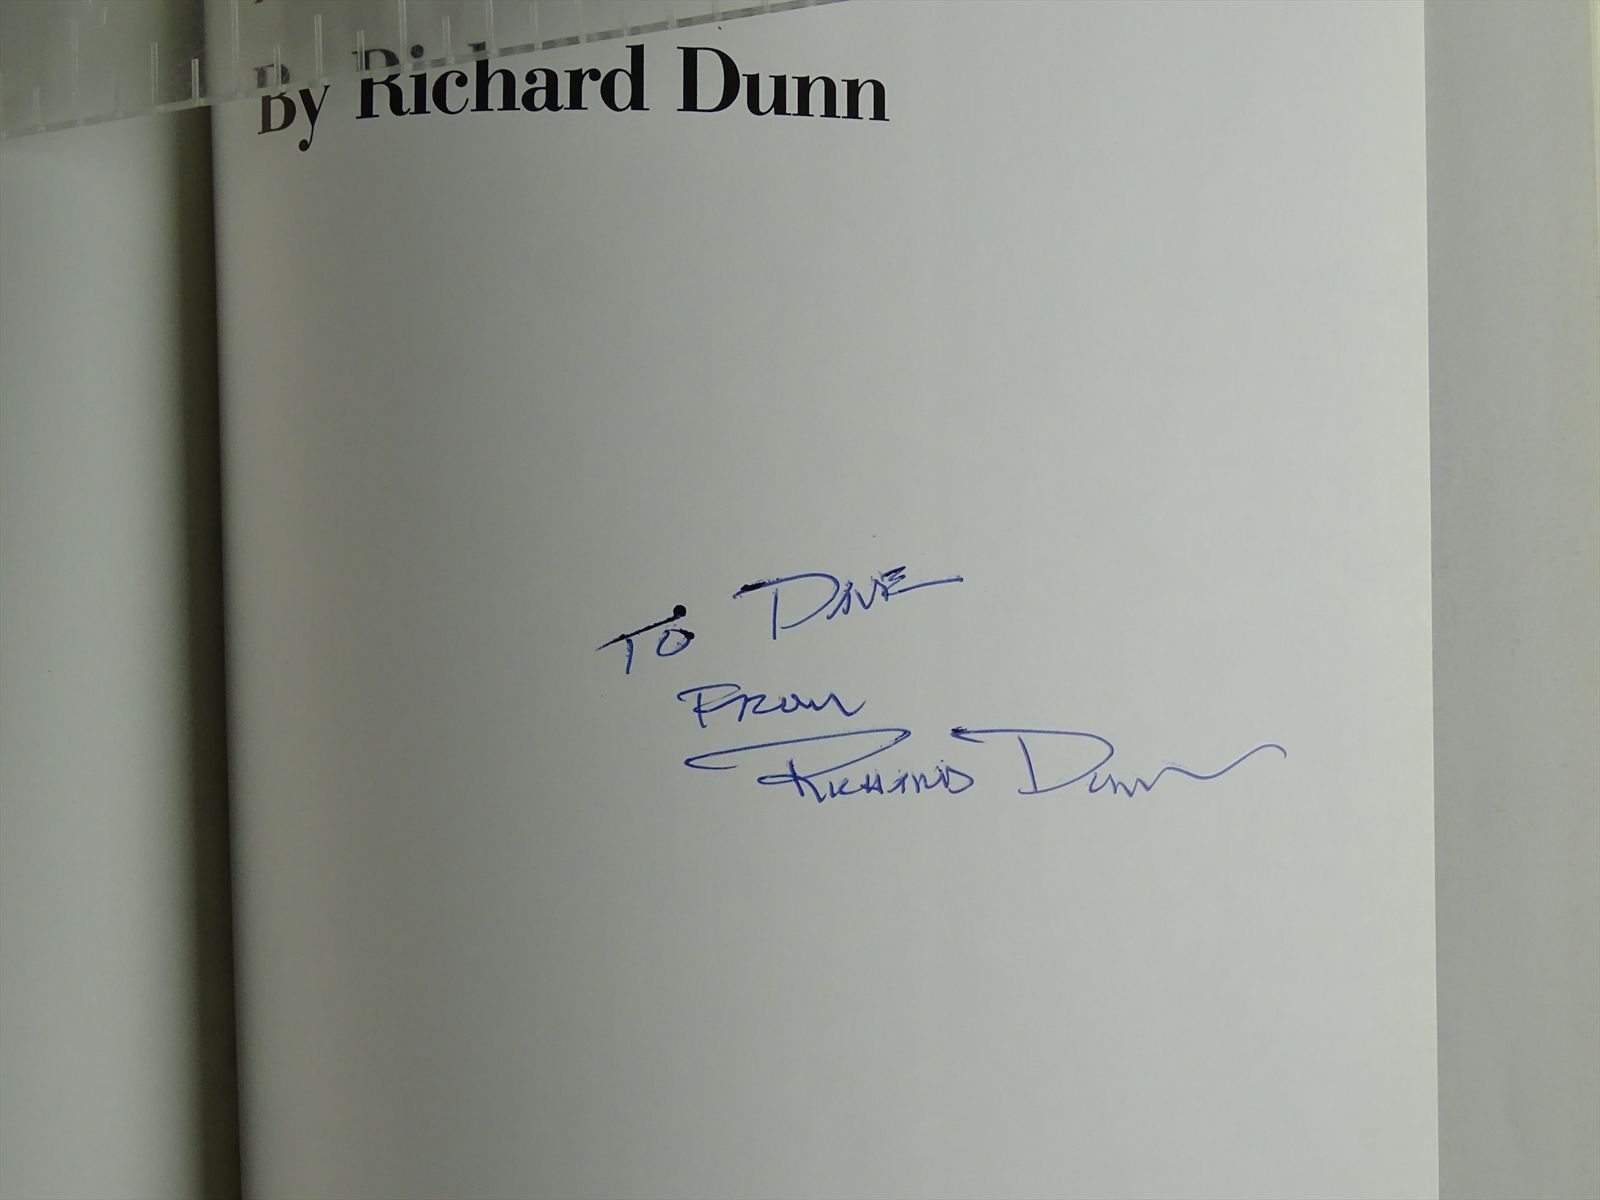 By Richard Dunn
TO DAVE
FROM
RICHARD DUNN